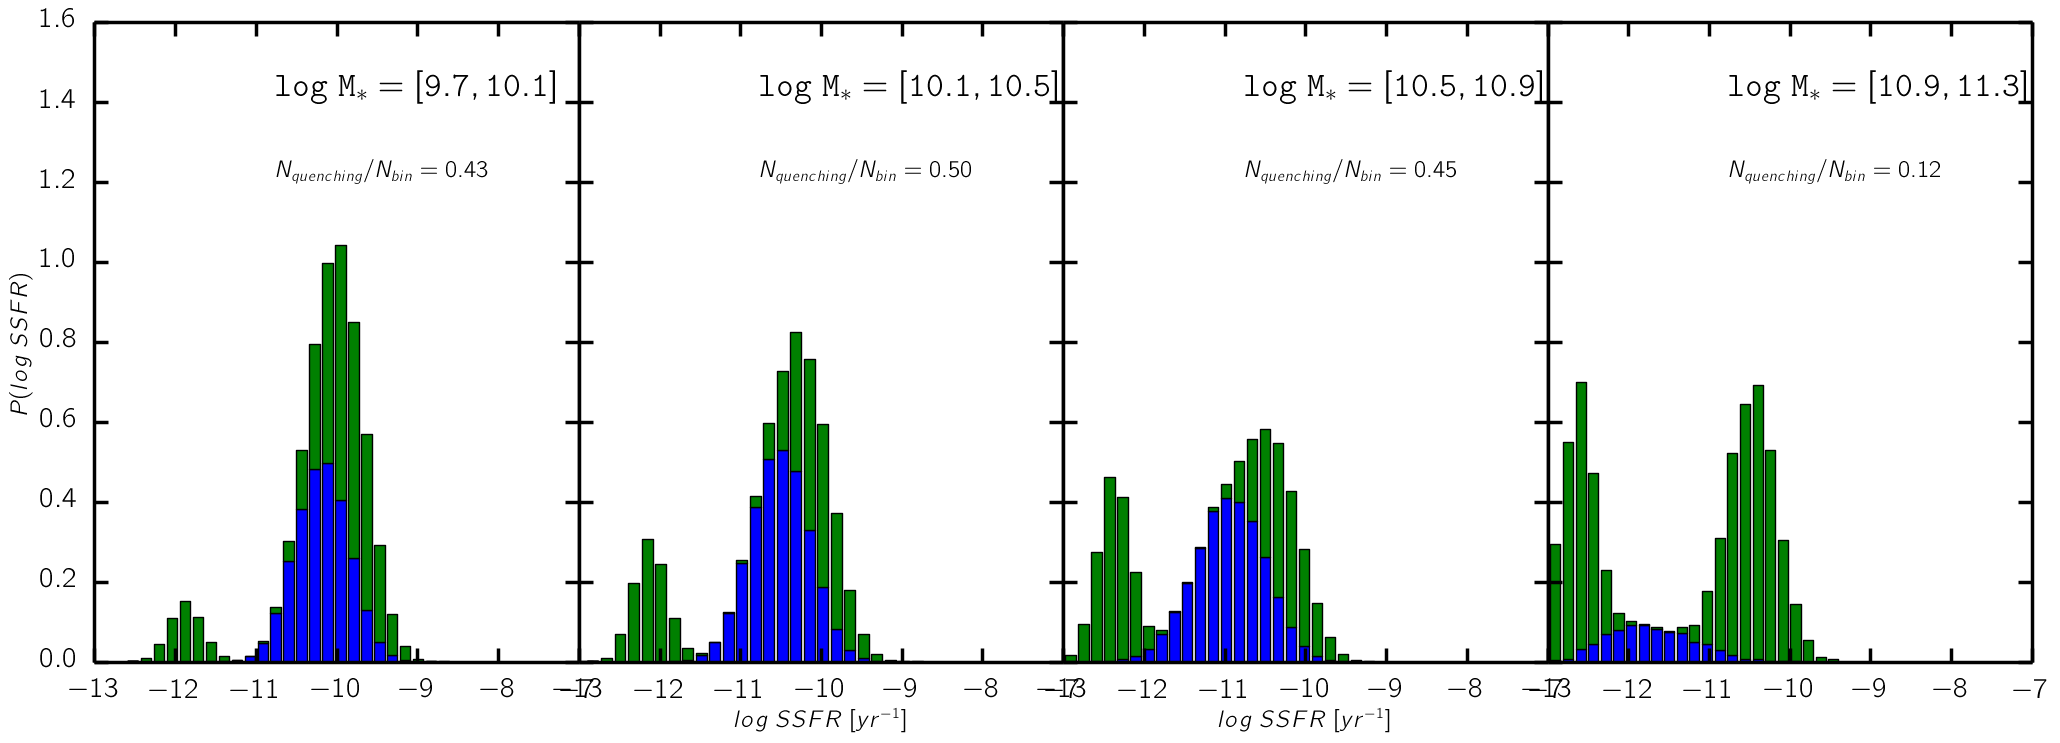 log M* = [9.7, 10.1]
N_quenching/N_bin = 0.43
log M* = [10.1, 10.5]
N_quenching/N_bin = 0.50
log M* = [10.5, 10.9]
N_quenching/N_bin = 0.45
log M* = [10.9, 11.3]
N_quenching/N_bin = 0.12
P(log SSFR)
1.6
1.4
1.2
1.0
0.8
0.6
0.4
0.2
0.0
−13 −12 −11 −10 −9 −8 −7
−13 −12 −11 −10 −9 −8 −7
−13 −12 −11 −10 −9 −8 −7
−13 −12 −11 −10 −9 −8 −7
log SSFR [yr⁻¹]
log SSFR [yr⁻¹]